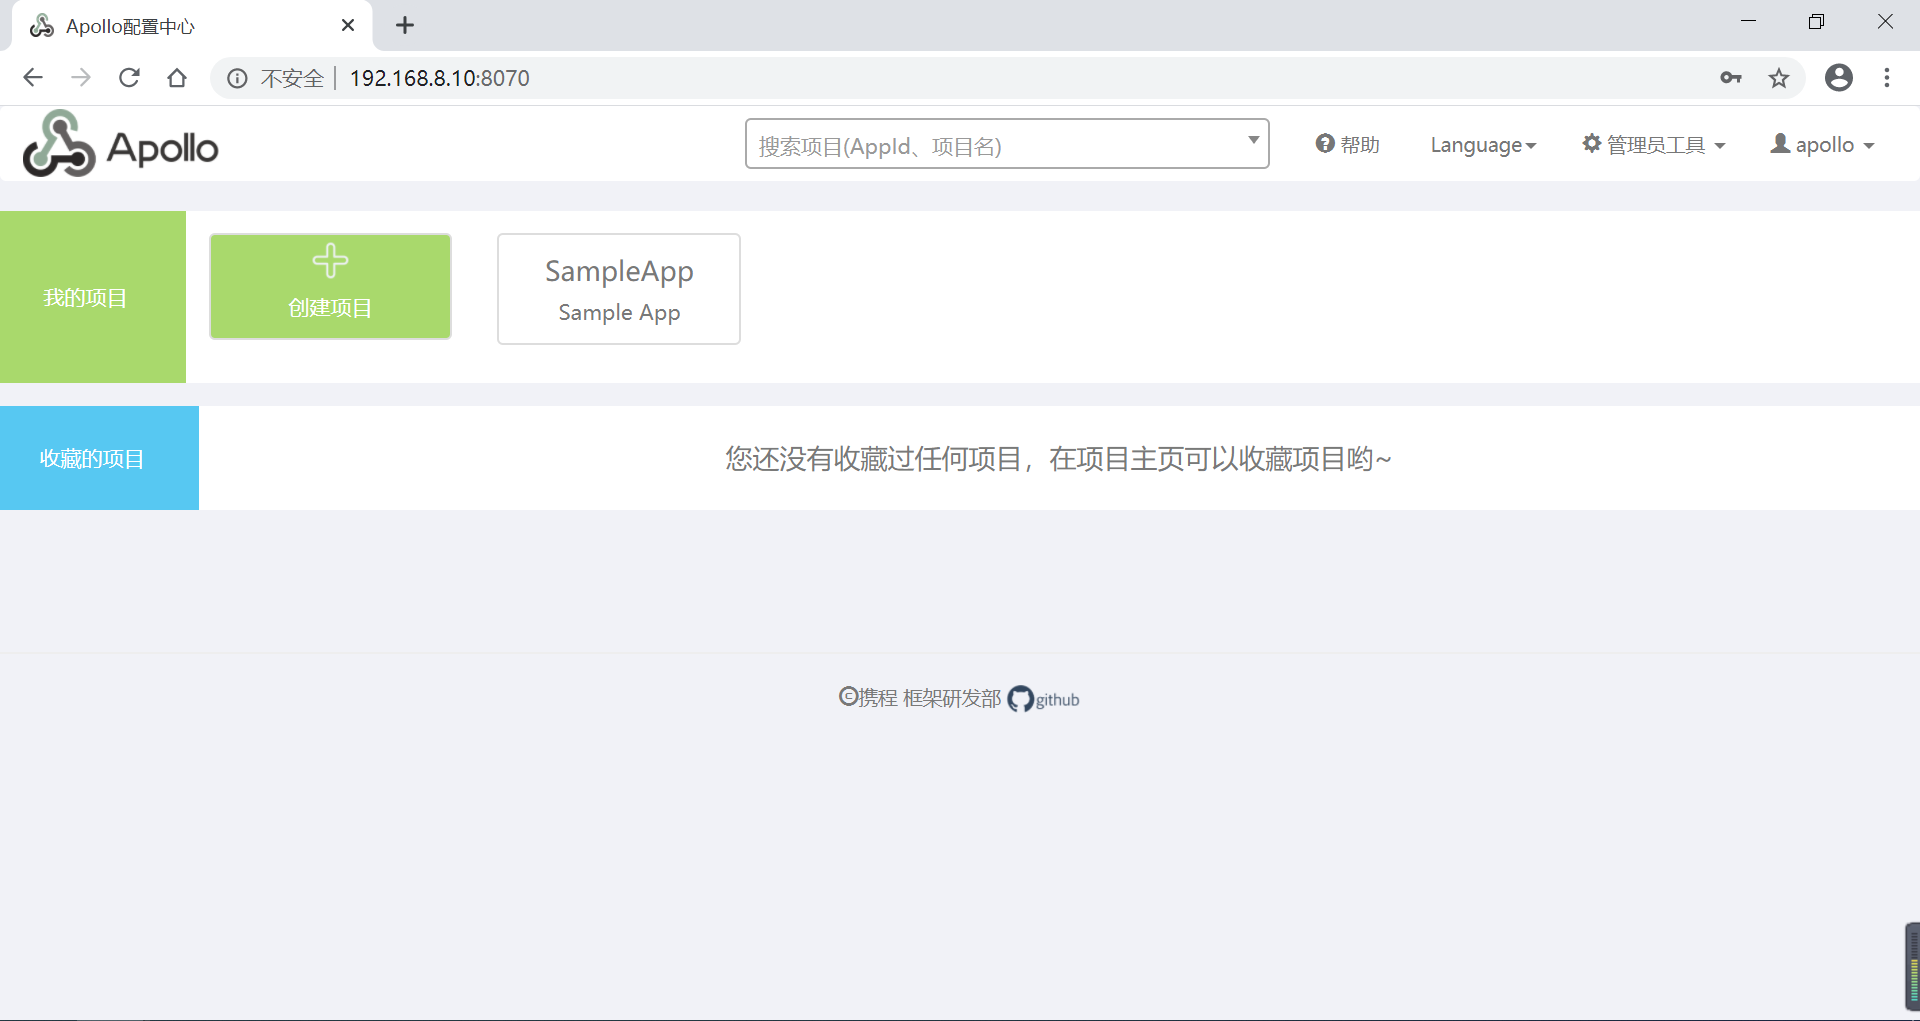 Apollo配置中心
不安全 192.168.8.10:8070
Apollo 搜索项目(AppId、项目名) 帮助 Language 管理员工具 apollo
我的项目
创建项目
SampleApp
Sample App
收藏的项目
您还没有收藏过任何项目，在项目主页可以收藏项目哟~
©携程 框架研发部 github